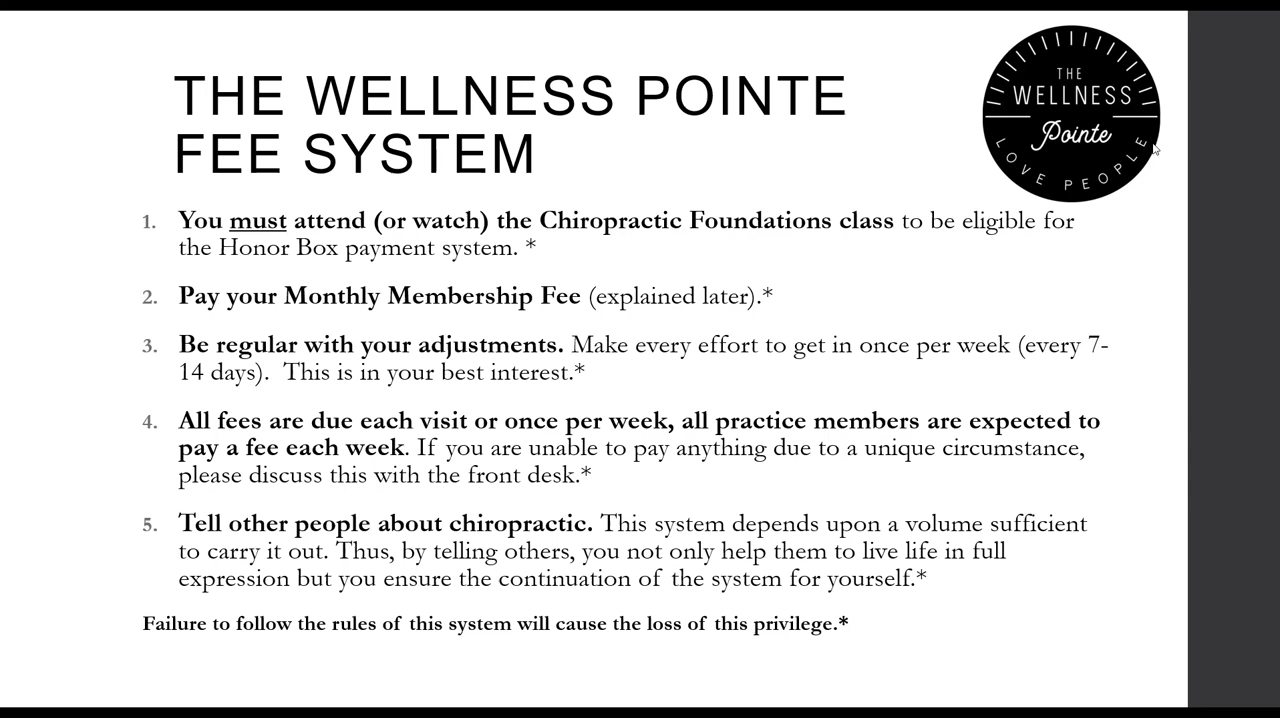 THE WELLNESS POINTE
FEE SYSTEM
THE
WELLNESS
Pointe
LOVE PEOPLE
1. You must attend (or watch) the Chiropractic Foundations class to be eligible for
the Honor Box payment system. *
2. Pay your Monthly Membership Fee (explained later).*
3. Be regular with your adjustments. Make every effort to get in once per week (every 7-
14 days). This is in your best interest.*
4. All fees are due each visit or once per week, all practice members are expected to
pay a fee each week. If you are unable to pay anything due to a unique circumstance,
please discuss this with the front desk.*
5. Tell other people about chiropractic. This system depends upon a volume sufficient
to carry it out. Thus, by telling others, you not only help them to live life in full
expression but you ensure the continuation of the system for yourself.*
Failure to follow the rules of this system will cause the loss of this privilege.*